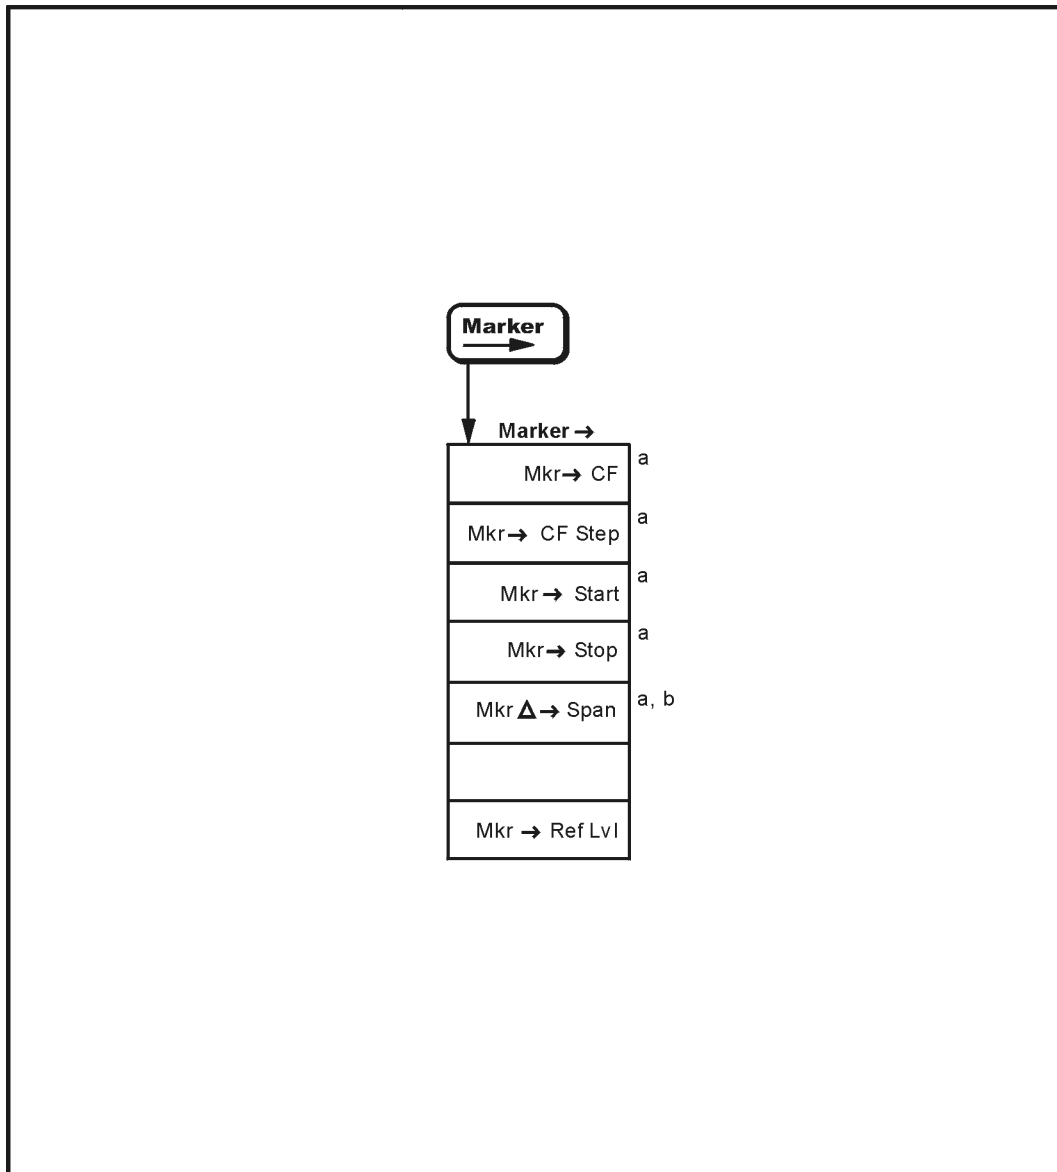 Marker
Marker →
Mkr → CF a
Mkr → CF Step a
Mkr → Start a
Mkr → Stop a
Mkr Δ → Span a, b
Mkr → Ref Lvl